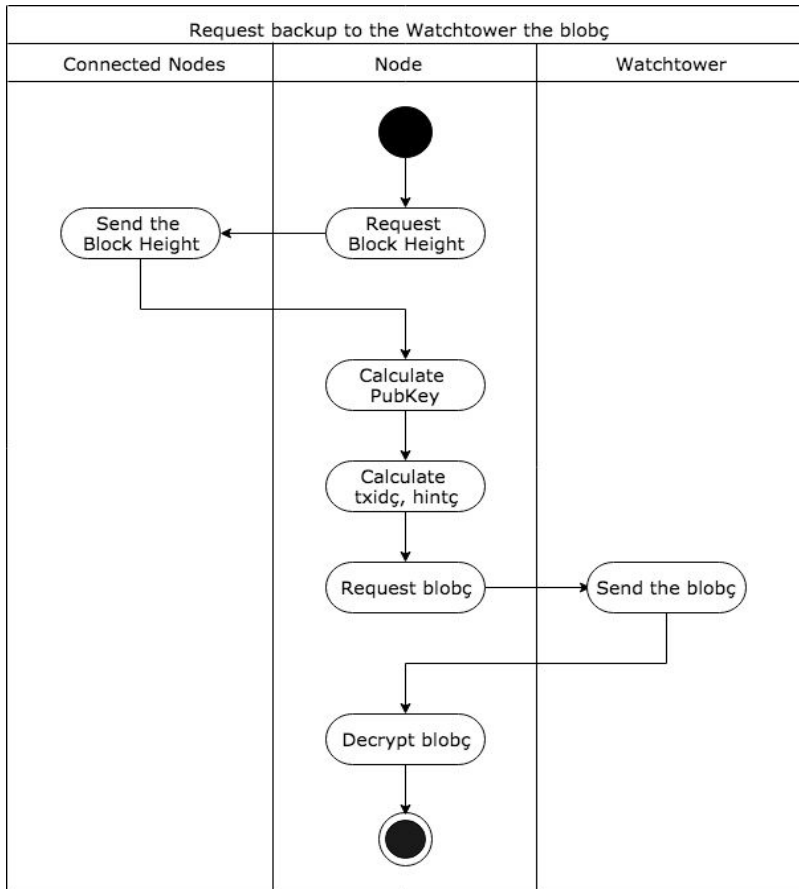 Request backup to the Watchtower the blobç
Connected Nodes
Node
Watchtower
Send the
Block Height
Request
Block Height
Calculate
PubKey
Calculate
txidç, hintç
Request blobç
Send the blobç
Decrypt blobç